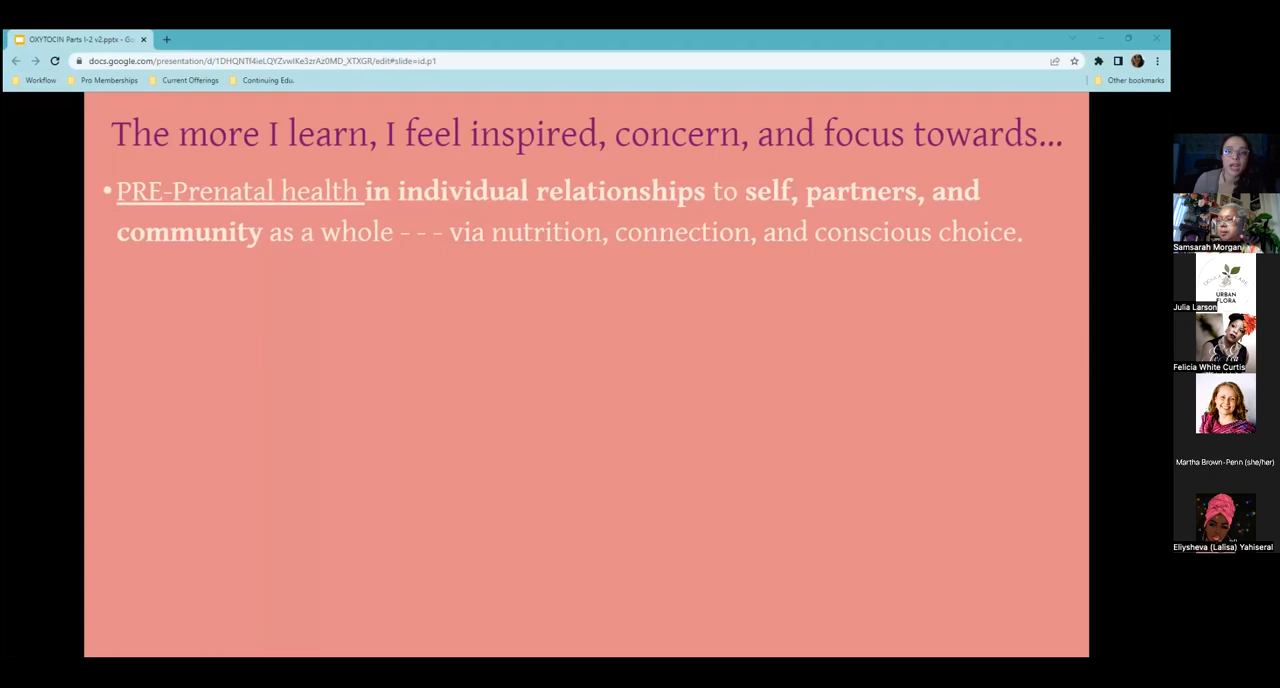 OXYTOCIN Parts I-2 v2.pptx - Go
docs.google.com/presentation/d/1DHQNTf4ieLQYZvwIKe3zrAz0MD_XTXGR/edit#slide=id.p1
Workflow
Pro Memberships
Current Offerings
Continuing Edu.
Other bookmarks
The more I learn, I feel inspired, concern, and focus towards...
• PRE-Prenatal health in individual relationships to self, partners, and
community as a whole - - - via nutrition, connection, and conscious choice.
Samsarah Morgan
URBAN
FLORA
Julia Larson
Felicia White Curtis
Martha Brown-Penn (she/her)
Eliysheva (Lalisa) Yahiseral